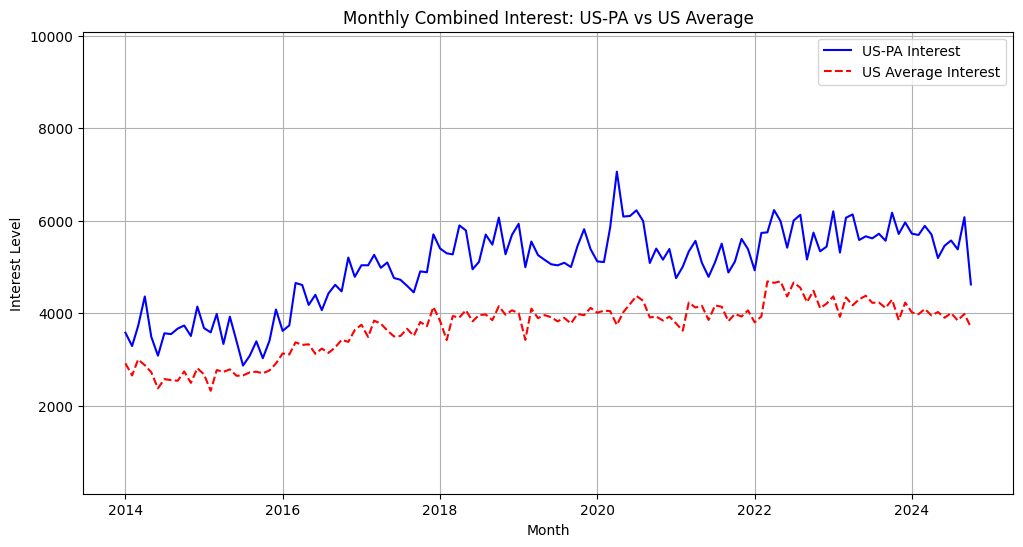 Monthly Combined Interest: US-PA vs US Average
10000
8000
6000
4000
2000
Interest Level
US-PA Interest
US Average Interest
2014 2016 2018 2020 2022 2024
Month